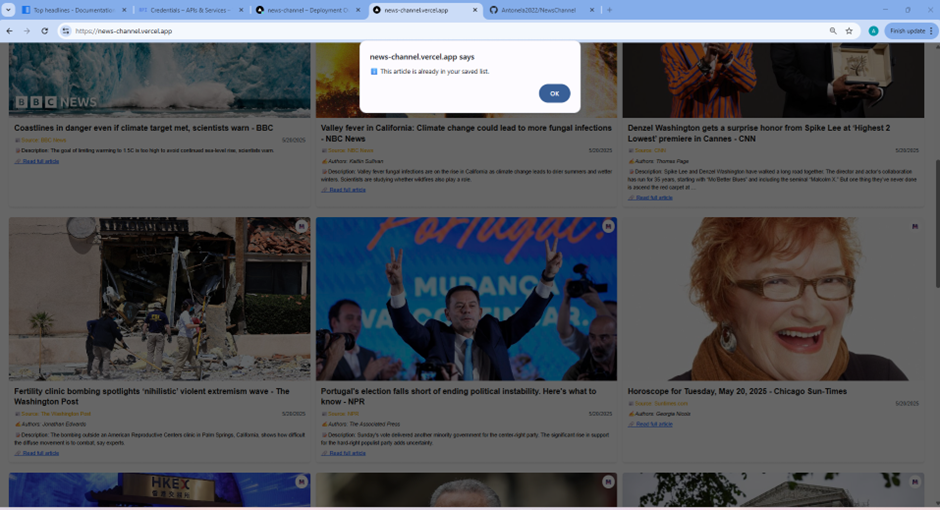 Top headlines - Documentatio
Credentials – APIs & Services –
news-channel – Deployment O
news-channel.vercel.app
Antonela2022/NewsChannel
https://news-channel.vercel.app
Finish update
news-channel.vercel.app says
This article is already in your saved list.
OK
BBC NEWS
Coastlines in danger even if climate target met, scientists warn - BBC
Source: BBC News
5/20/2025
Description: The goal of limiting warming to 1.5C is too high to avoid continued sea-level rise, scientists warn.
Read full article
Valley fever in California: Climate change could lead to more fungal infections
- NBC News
Source: NBC News
5/20/2025
Authors: Kaitlin Sullivan
Description: Valley fever fungal infections are on the rise in California as climate change leads to drier summers and wetter
winters. Scientists are studying whether wildfires also play a role.
Read full article
Denzel Washington gets a surprise honor from Spike Lee at 'Highest 2
Lowest' premiere in Cannes - CNN
Source: CNN
5/20/2025
Authors: Thomas Page
Description: Spike Lee and Denzel Washington have walked a long road together. The director and actor's collaboration
has run for 35 years, starting with "Mo'Better Blues" and including the seminal "Malcolm X." But one thing they've never done
is ascend the red carpet at ...
Read full article
M
Portugal!
MUDANÇA
M
M
Fertility clinic bombing spotlights 'nihilistic' violent extremism wave - The
Washington Post
Source: The Washington Post
5/20/2025
Authors: Jonathan Edwards
Description: The bombing outside an American Reproductive Centers clinic in Palm Springs, California, shows how difficult
the diffuse movement is to combat, say experts.
Read full article
Portugal's election falls short of ending political instability. Here's what to
know - NPR
Source: NPR
5/20/2025
Authors: The Associated Press
Description: Sunday's vote delivered another minority government for the center-right party. The significant rise in support
for the hard-right populist party adds uncertainty.
Read full article
Horoscope for Tuesday, May 20, 2025 - Chicago Sun-Times
Source: Suntimes.com
5/20/2025
Authors: Georgia Nicols
Read full article
HKEX
香港交易所
M
M
M